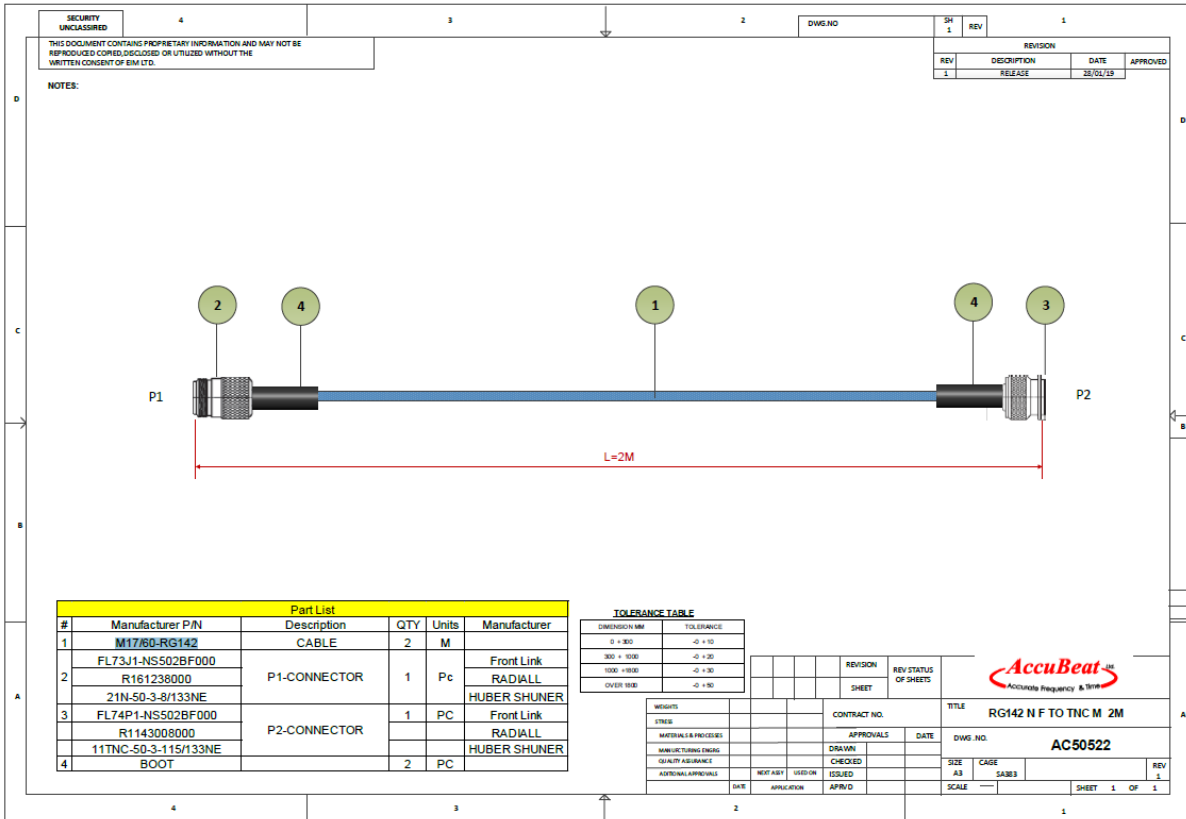 SECURITY
UNCLASSIRED
4
3
2
DWG.NO
SH
1
REV
1
THIS DOCUMENT CONTAINS PROPRIETARY INFORMATION AND MAY NOT BE
REPRODUCED COPIED,DISCLOSED OR UTILIZED WITHOUT THE
WRITTEN CONSENT OF EIM LTD.
REVISION
REV DESCRIPTION DATE APPROVED
1 RELEASE 28/01/19
NOTES:
D
D
2
4
1
4
3
C
C
P1
P2
B
L=2M
B
Part List
# Manufacturer P/N Description QTY Units Manufacturer
1 M17/60-RG142 CABLE 2 M
2 FL73J1-NS502BF000 P1-CONNECTOR 1 Pc Front Link
R161238000 RADIALL
21N-50-3-8/133NE HUBER SHUNER
3 FL74P1-NS502BF000 P2-CONNECTOR 1 PC Front Link
R1143008000 RADIALL
11TNC-50-3-115/133NE HUBER SHUNER
4 BOOT 2 PC
TOLERANCE TABLE
DIMENSION MM TOLERANCE
0 ÷ 300 -0 +10
300 ÷ 1000 -0 +20
1000 ÷1800 -0 +30
OVER 1800 -0 +50
REVISION
SHEET
REV STATUS
OF SHEETS
AccuBeat Ltd.
Accurate Frequency & Time
A
A
WEIGHTS
STRESS
MATERIALS & PROCESSES
MANUFCTURING ENGRG
QUALITY ASSURANCE
ADITIONAL APPROVALS
NEXT ASSY USED ON
DATE APPLICATION
CONTRACT NO.
APPROVALS DATE
DRAWN
CHECKED
ISSUED
APRVD
TITLE RG142 N F TO TNC M 2M
DWG .NO. AC50522
SIZE
A3
CAGE
SA383
REV
1
SCALE
SHEET 1 OF 1
4
3
2
1